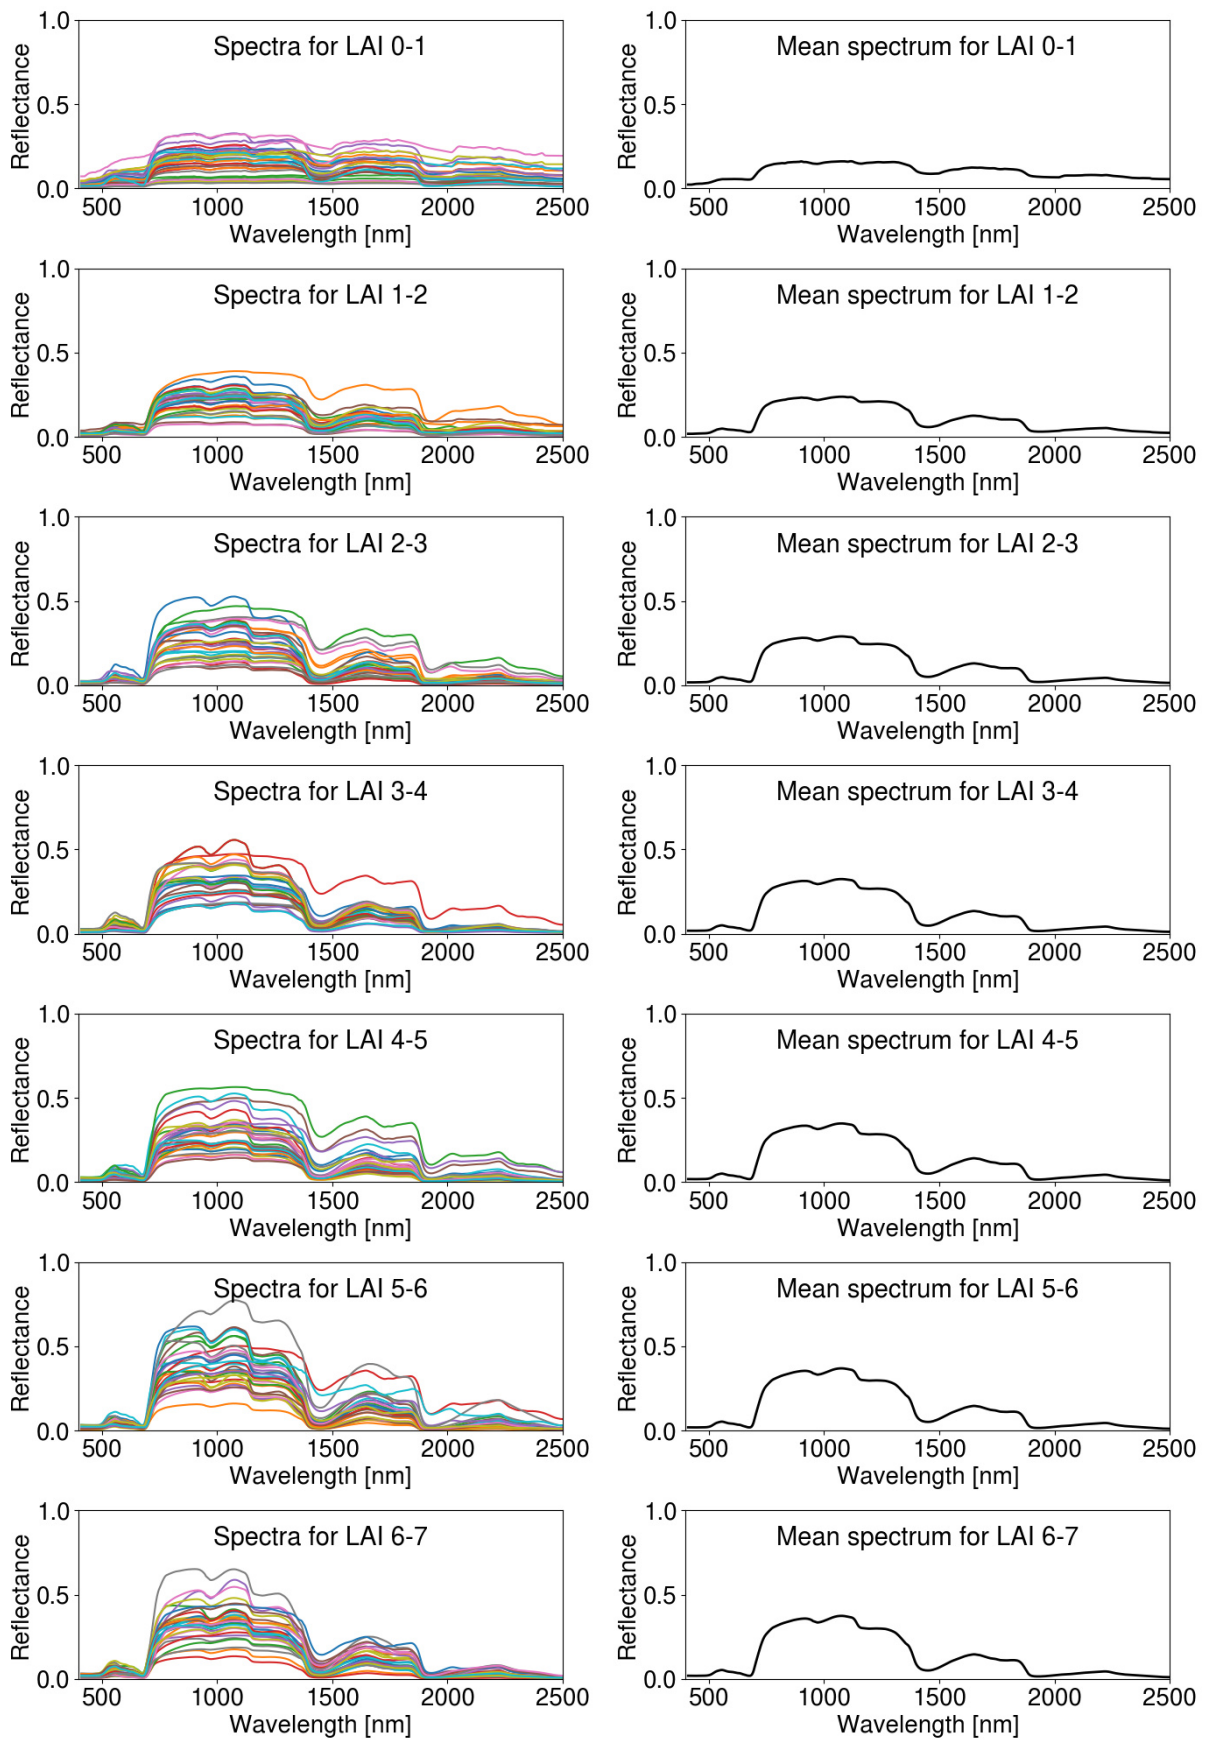 Spectra for LAI 0-1
Reflectance
1.0
0.5
0.0
500 1000 1500 2000 2500
Wavelength [nm]
Mean spectrum for LAI 0-1
Reflectance
1.0
0.5
0.0
500 1000 1500 2000 2500
Wavelength [nm]
Spectra for LAI 1-2
Reflectance
1.0
0.5
0.0
500 1000 1500 2000 2500
Wavelength [nm]
Mean spectrum for LAI 1-2
Reflectance
1.0
0.5
0.0
500 1000 1500 2000 2500
Wavelength [nm]
Spectra for LAI 2-3
Reflectance
1.0
0.5
0.0
500 1000 1500 2000 2500
Wavelength [nm]
Mean spectrum for LAI 2-3
Reflectance
1.0
0.5
0.0
500 1000 1500 2000 2500
Wavelength [nm]
Spectra for LAI 3-4
Reflectance
1.0
0.5
0.0
500 1000 1500 2000 2500
Wavelength [nm]
Mean spectrum for LAI 3-4
Reflectance
1.0
0.5
0.0
500 1000 1500 2000 2500
Wavelength [nm]
Spectra for LAI 4-5
Reflectance
1.0
0.5
0.0
500 1000 1500 2000 2500
Wavelength [nm]
Mean spectrum for LAI 4-5
Reflectance
1.0
0.5
0.0
500 1000 1500 2000 2500
Wavelength [nm]
Spectra for LAI 5-6
Reflectance
1.0
0.5
0.0
500 1000 1500 2000 2500
Wavelength [nm]
Mean spectrum for LAI 5-6
Reflectance
1.0
0.5
0.0
500 1000 1500 2000 2500
Wavelength [nm]
Spectra for LAI 6-7
Reflectance
1.0
0.5
0.0
500 1000 1500 2000 2500
Wavelength [nm]
Mean spectrum for LAI 6-7
Reflectance
1.0
0.5
0.0
500 1000 1500 2000 2500
Wavelength [nm]